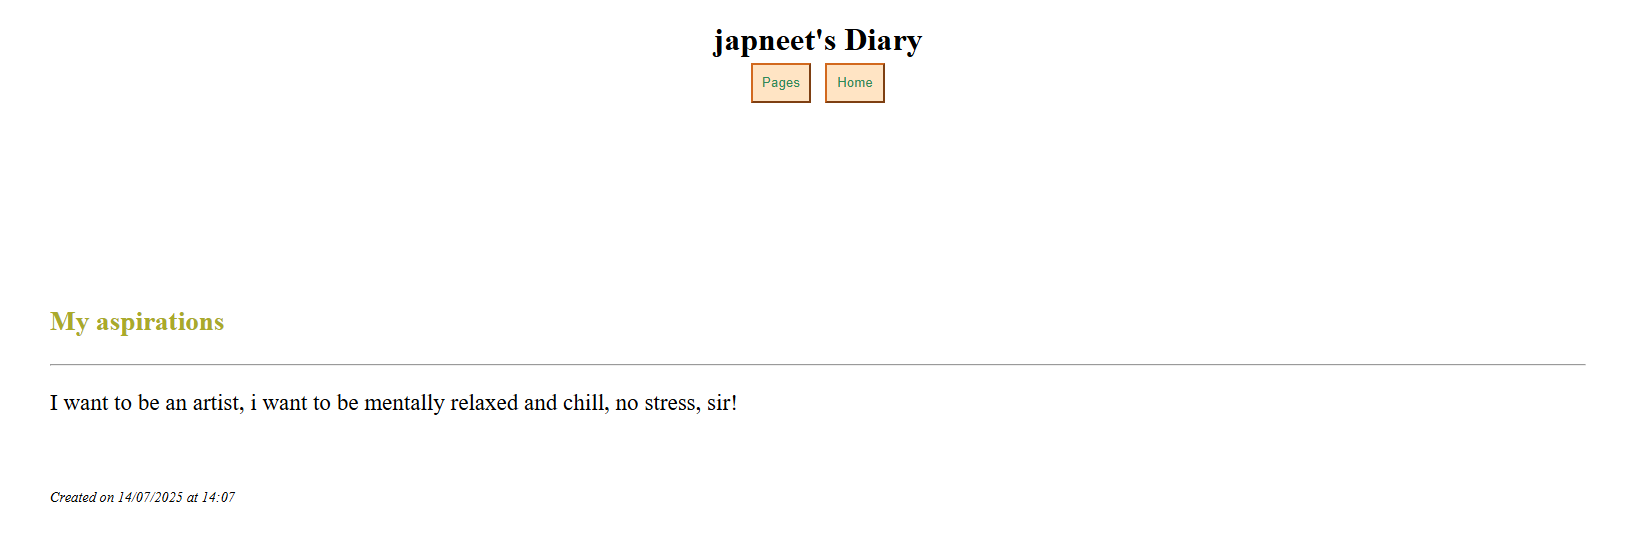 japneet's Diary
Pages Home
My aspirations
I want to be an artist, i want to be mentally relaxed and chill, no stress, sir!
Created on 14/07/2025 at 14:07